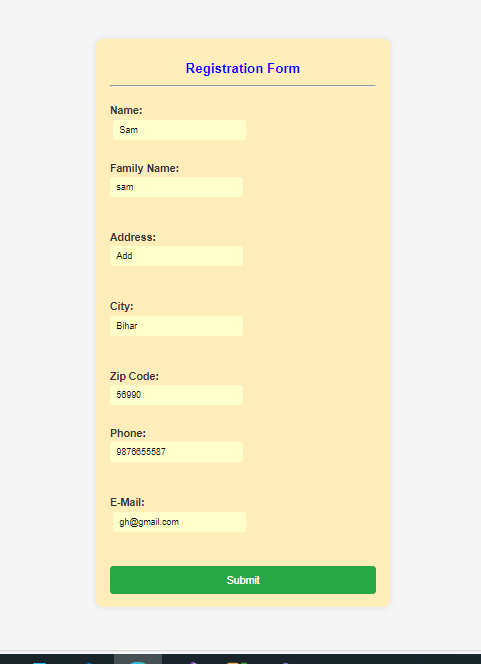 Registration Form
Name:
Sam
Family Name:
sam
Address:
Add
City:
Bihar
Zip Code:
56990
Phone:
9876655587
E-Mail:
gh@gmail.com
Submit